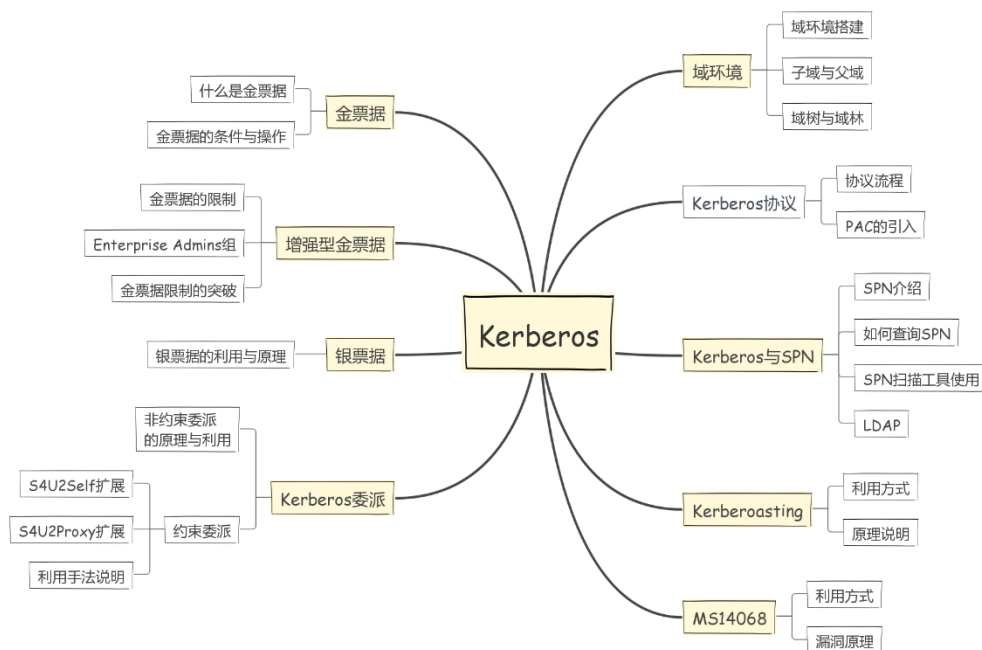 Kerberos
域环境
域环境搭建
子域与父域
域树与域林
Kerberos协议
协议流程
PAC的引入
Kerberos与SPN
SPN介绍
如何查询SPN
SPN扫描工具使用
LDAP
Kerberoasting
利用方式
原理说明
MS14068
利用方式
漏洞原理
金票据
什么是金票据
金票据的条件与操作
增强型金票据
金票据的限制
Enterprise Admins组
金票据限制的突破
银票据
银票据的利用与原理
Kerberos委派
非约束委派
的原理与利用
约束委派
S4U2Self扩展
S4U2Proxy扩展
利用手法说明